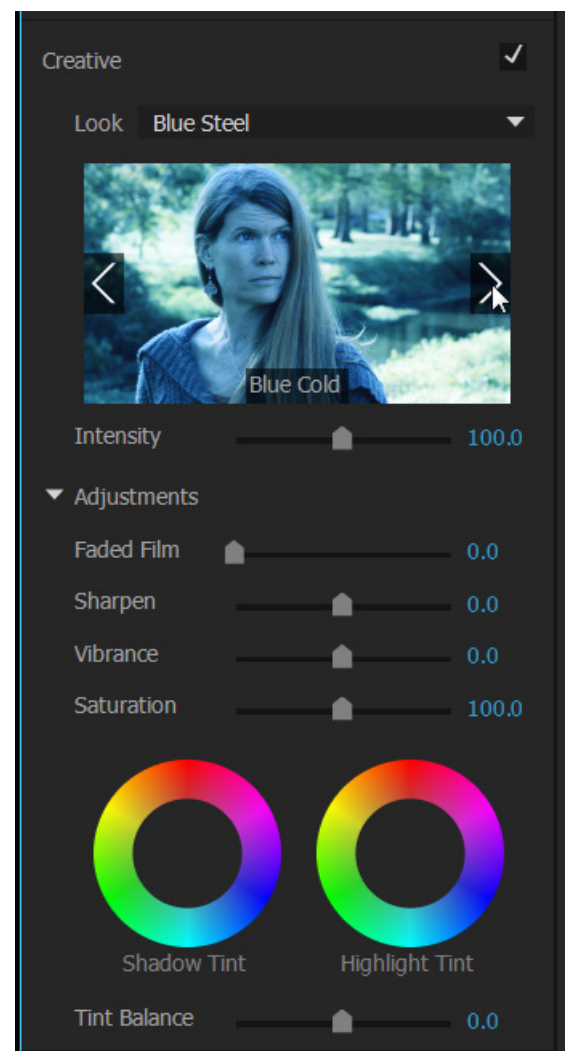 Creative
Look Blue Steel
Blue Cold
Intensity 100.0
Adjustments
Faded Film 0.0
Sharpen 0.0
Vibrance 0.0
Saturation 100.0
Shadow Tint Highlight Tint
Tint Balance 0.0